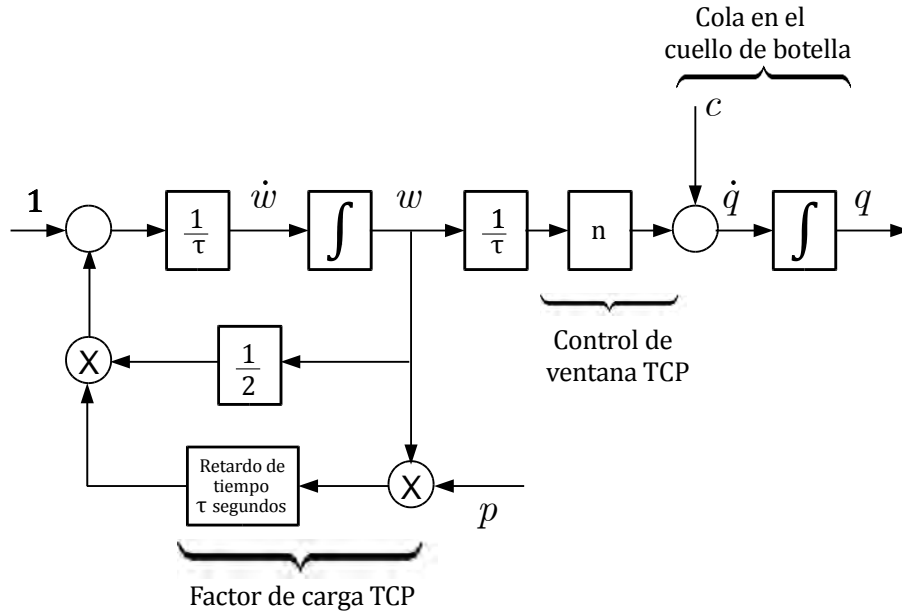 Cola en el
cuello de botella
c
1
1
τ
ẇ
∫
w
1
τ
n
q̇
∫
q
X
1
2
Control de
ventana TCP
Retardo de
tiempo
τ segundos
X
p
Factor de carga TCP